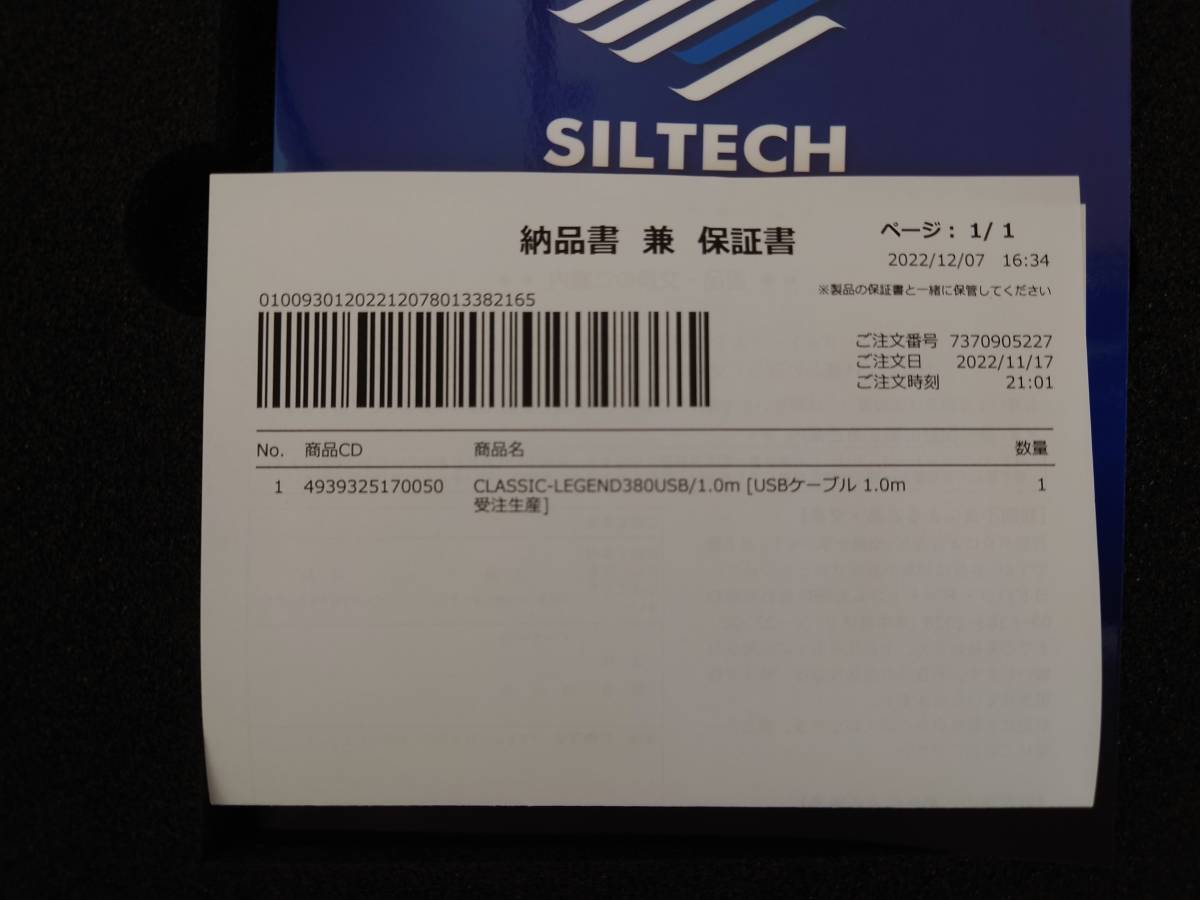 SILTECH
納品書 兼 保証書
ページ： 1/ 1
2022/12/07 16:34
※製品の保証書と一緒に保管してください
010093012022120780133​82165
ご注文番号 7370905227
ご注文日 2022/11/17
ご注文時刻 21:01
No. 商品CD 商品名 数量
1 4939325170050 CLASSIC-LEGEND380USB/1.0m [USBケーブル 1.0m 1
受注生産]